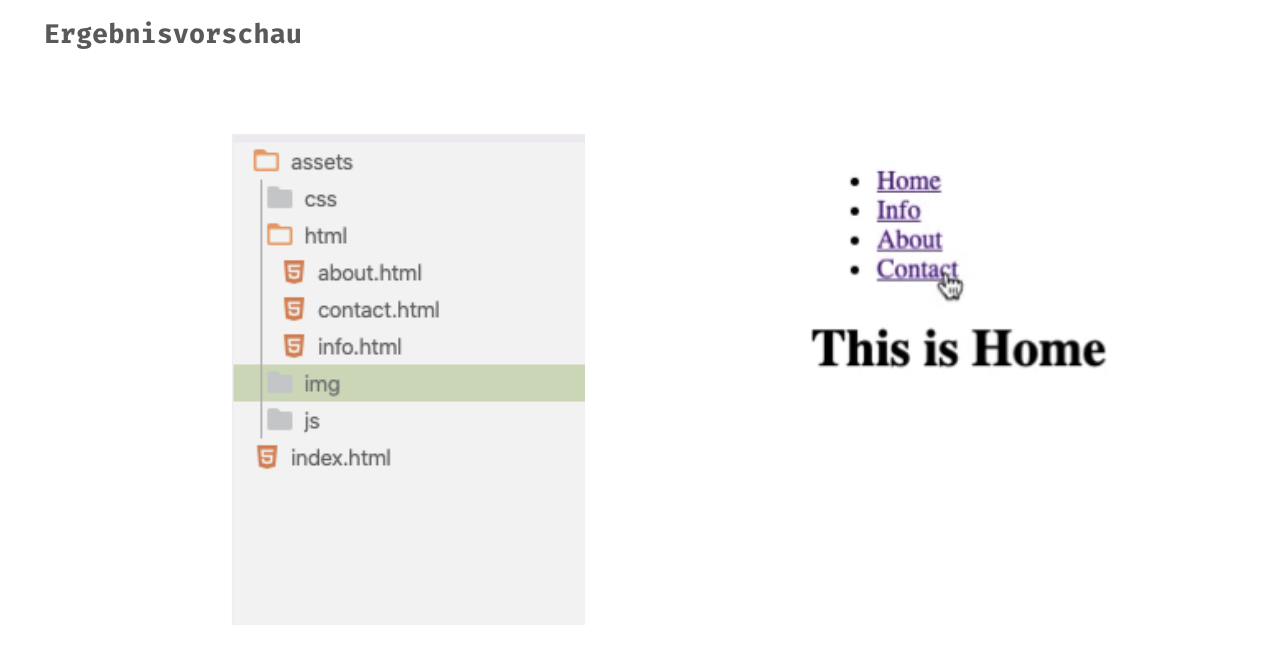 Ergebnisvorschau
assets
css
html
about.html
contact.html
info.html
img
js
index.html
Home
Info
About
Contact
This is Home